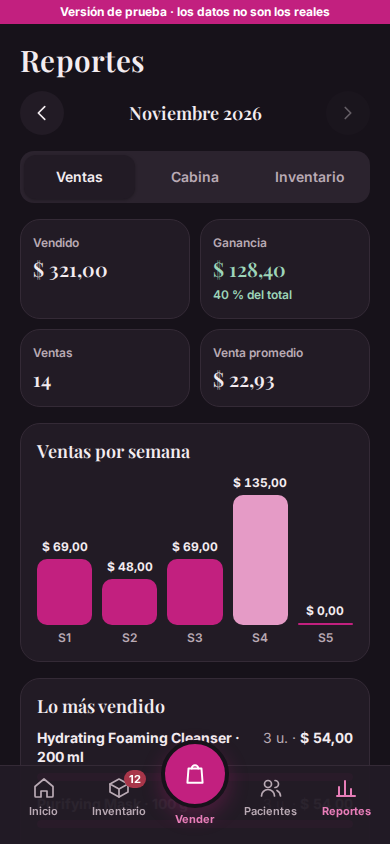 Versión de prueba · los datos no son los reales
Reportes
Noviembre 2026
Ventas
Cabina
Inventario
Vendido
$ 321,00
Ganancia
$ 128,40
40 % del total
Ventas
14
Venta promedio
$ 22,93
Ventas por semana
$ 69,00
$ 48,00
$ 69,00
$ 135,00
$ 0,00
S1
S2
S3
S4
S5
Lo más vendido
Hydrating Foaming Cleanser ·
200 ml
3 u. · $ 54,00
12
Inicio
Inventario
Vender
Pacientes
Reportes